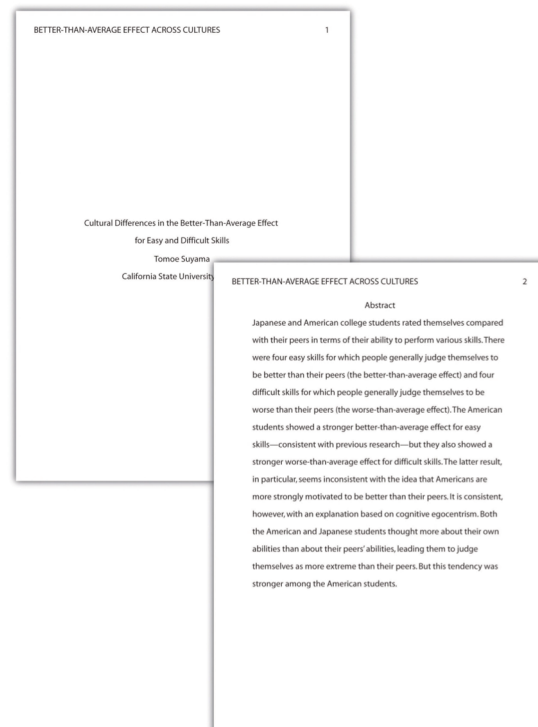 BETTER-THAN-AVERAGE EFFECT ACROSS CULTURES 1
Cultural Differences in the Better-Than-Average Effect
for Easy and Difficult Skills
Tomoe Suyama
California State University
BETTER-THAN-AVERAGE EFFECT ACROSS CULTURES 2
Abstract
Japanese and American college students rated themselves compared
with their peers in terms of their ability to perform various skills. There
were four easy skills for which people generally judge themselves to
be better than their peers (the better-than-average effect) and four
difficult skills for which people generally judge themselves to be
worse than their peers (the worse-than-average effect). The American
students showed a stronger better-than-average effect for easy
skills—consistent with previous research—but they also showed a
stronger worse-than-average effect for difficult skills. The latter result,
in particular, seems inconsistent with the idea that Americans are
more strongly motivated to be better than their peers. It is consistent,
however, with an explanation based on cognitive egocentrism. Both
the American and Japanese students thought more about their own
abilities than about their peers' abilities, leading them to judge
themselves as more extreme than their peers. But this tendency was
stronger among the American students.